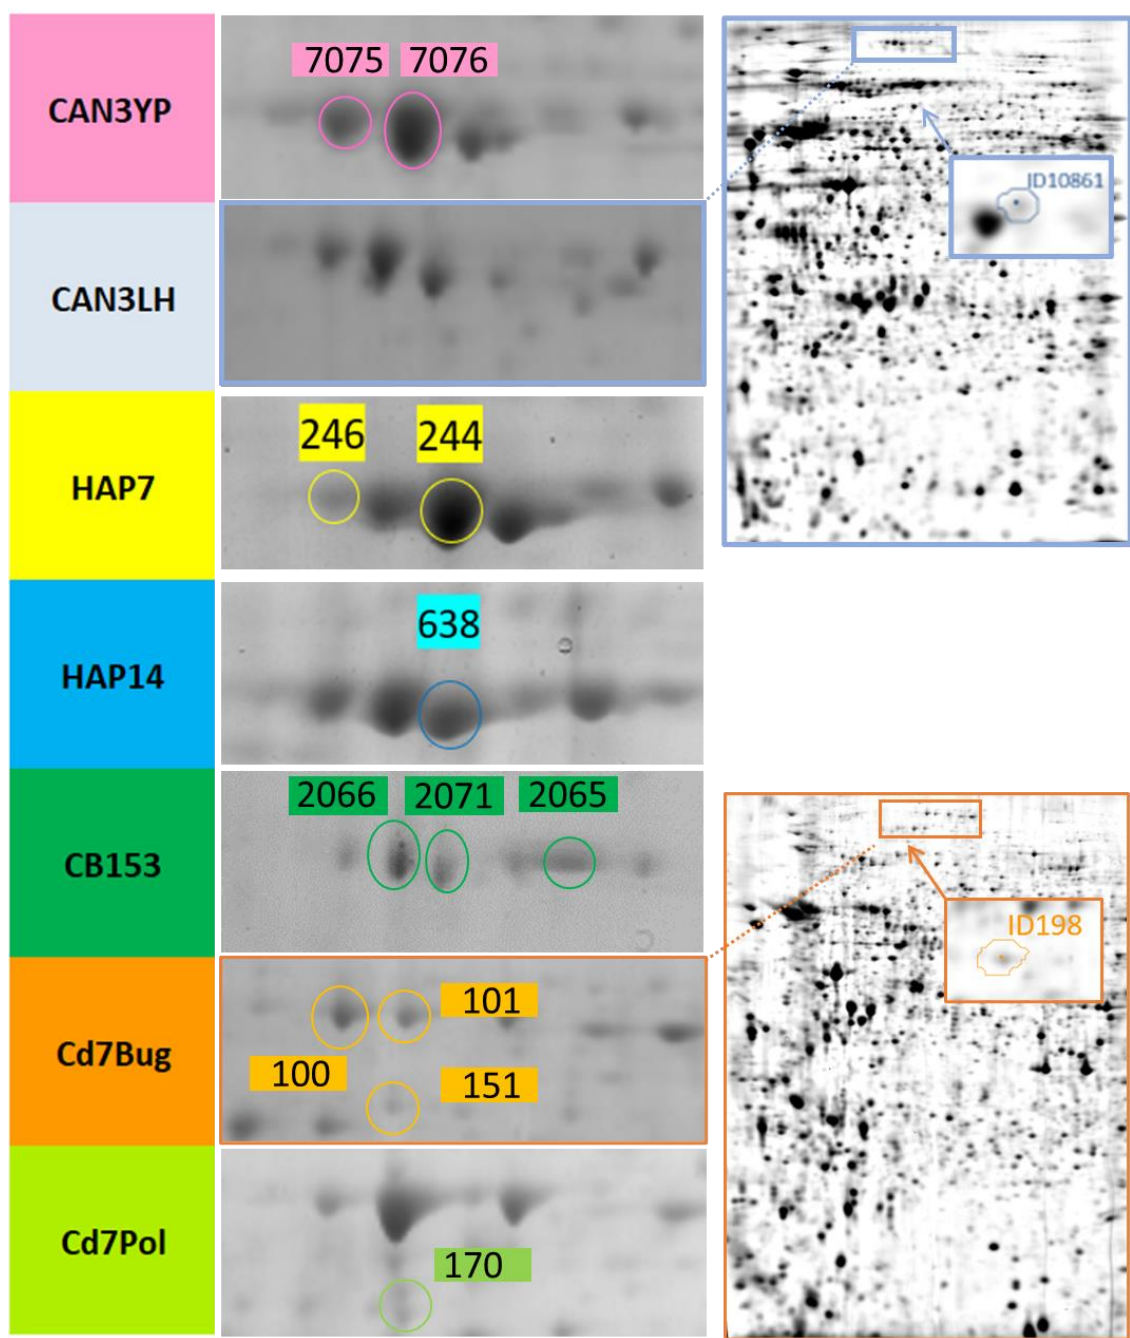 CAN3YP
7075 7076
ID10861
CAN3LH
HAP7
246 244
HAP14
638
CB153
2066 2071 2065
Cd7Bug
101
100
151
ID198
Cd7Pol
170